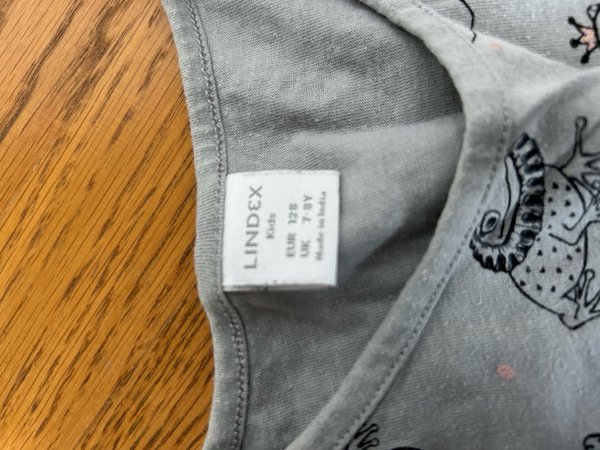 LINDEX
Kids
EUR 128
UK 7-8Y
Made in India